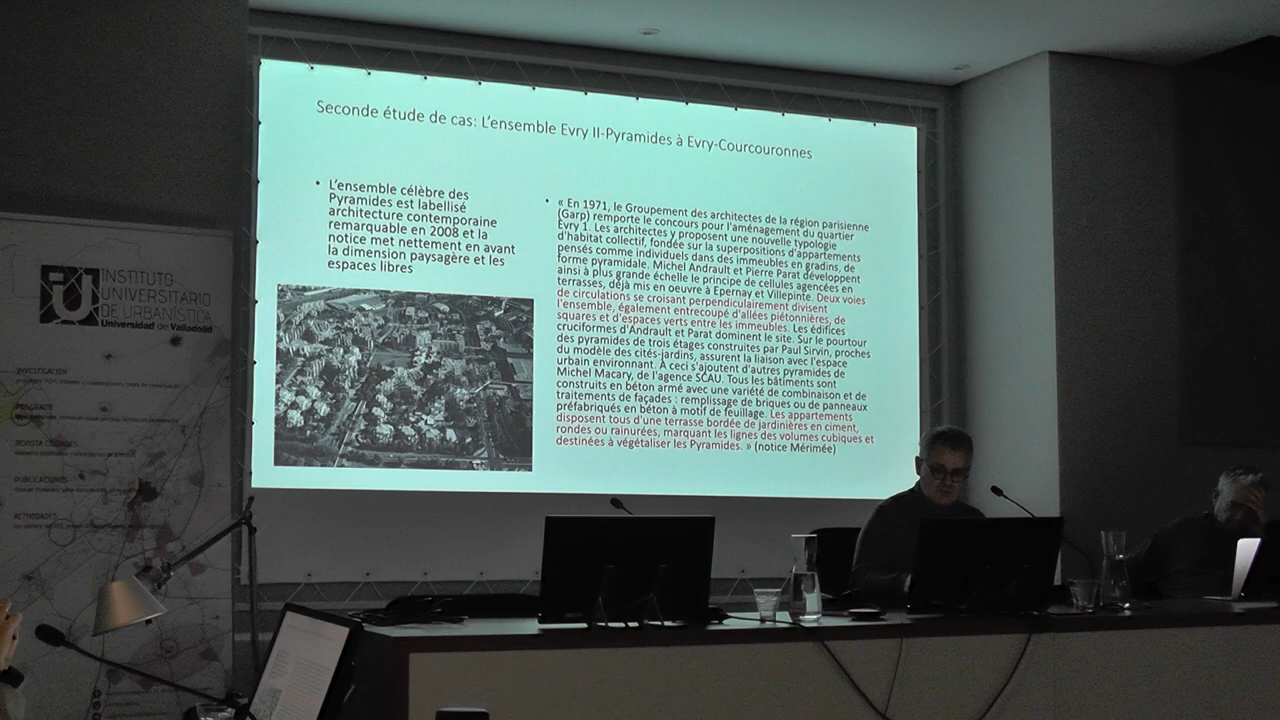 Seconde étude de cas: L'ensemble Evry II-Pyramides à Evry-Courcouronnes
• L'ensemble célèbre des
Pyramides est labellisé
architecture contemporaine
remarquable en 2008 et la
notice met nettement en avant
la dimension paysagère et les
espaces libres
• « En 1971, le Groupement des architectes de la région parisienne
(Garp) remporte le concours pour l'aménagement du quartier
Evry 1. Les architectes y proposent une nouvelle typologie
d'habitat collectif, fondée sur la superpositions d'appartements
pensés comme individuels dans des immeubles en gradins, de
forme pyramidale. Michel Andrault et Pierre Parat développent
ainsi à plus grande échelle le principe de cellules agencées en
terrasses, déjà mis en oeuvre à Epernay et Villepinte. Deux voies
de circulations se croisant perpendiculairement divisent
l'ensemble, également entrecoupé d'allées piétonnières, de
squares et d'espaces verts entre les immeubles. Les édifices
cruciformes d'Andrault et Parat dominent le site. Sur le pourtour
des pyramides de trois étages construites par Paul Sirvin, proches
du modèle des cités-jardins, assurent la liaison avec l'espace
urbain environnant. À ceci s'ajoutent d'autres pyramides de
Michel Macary, de l'agence SCAU. Tous les bâtiments sont
construits en béton armé avec une variété de combinaison et de
traitements de façades : remplissage de briques ou de panneaux
préfabriqués en béton à motif de feuillage. Les appartements
disposent tous d'une terrasse bordée de jardinières en ciment,
rondes ou rainurées, marquant les lignes des volumes cubiques et
destinées à végétaliser les Pyramides. » (notice Mérimée)
INSTITUTO
UNIVERSITARIO
DE URBANÍSTICA
Universidad de Valladolid
INVESTIGACIÓN
POSGRADO
REVISTA CIUDADES
PUBLICACIONES
ACTIVIDADES